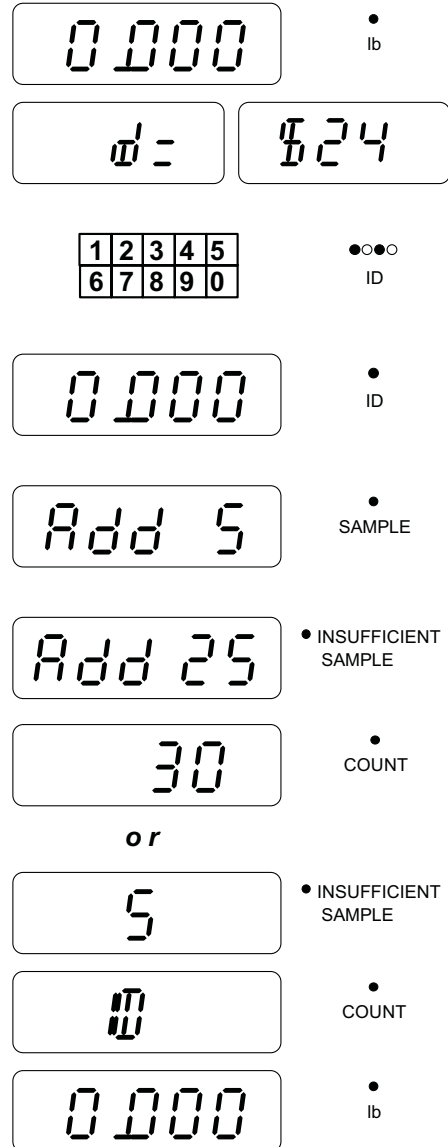 0.000
lb
id =
1 2 3 4 5
6 7 8 9 0
ID
0.000
ID
Add 5
SAMPLE
Add 25
INSUFFICIENT
SAMPLE
30
COUNT
or
5
INSUFFICIENT
SAMPLE
COUNT
0.000
lb